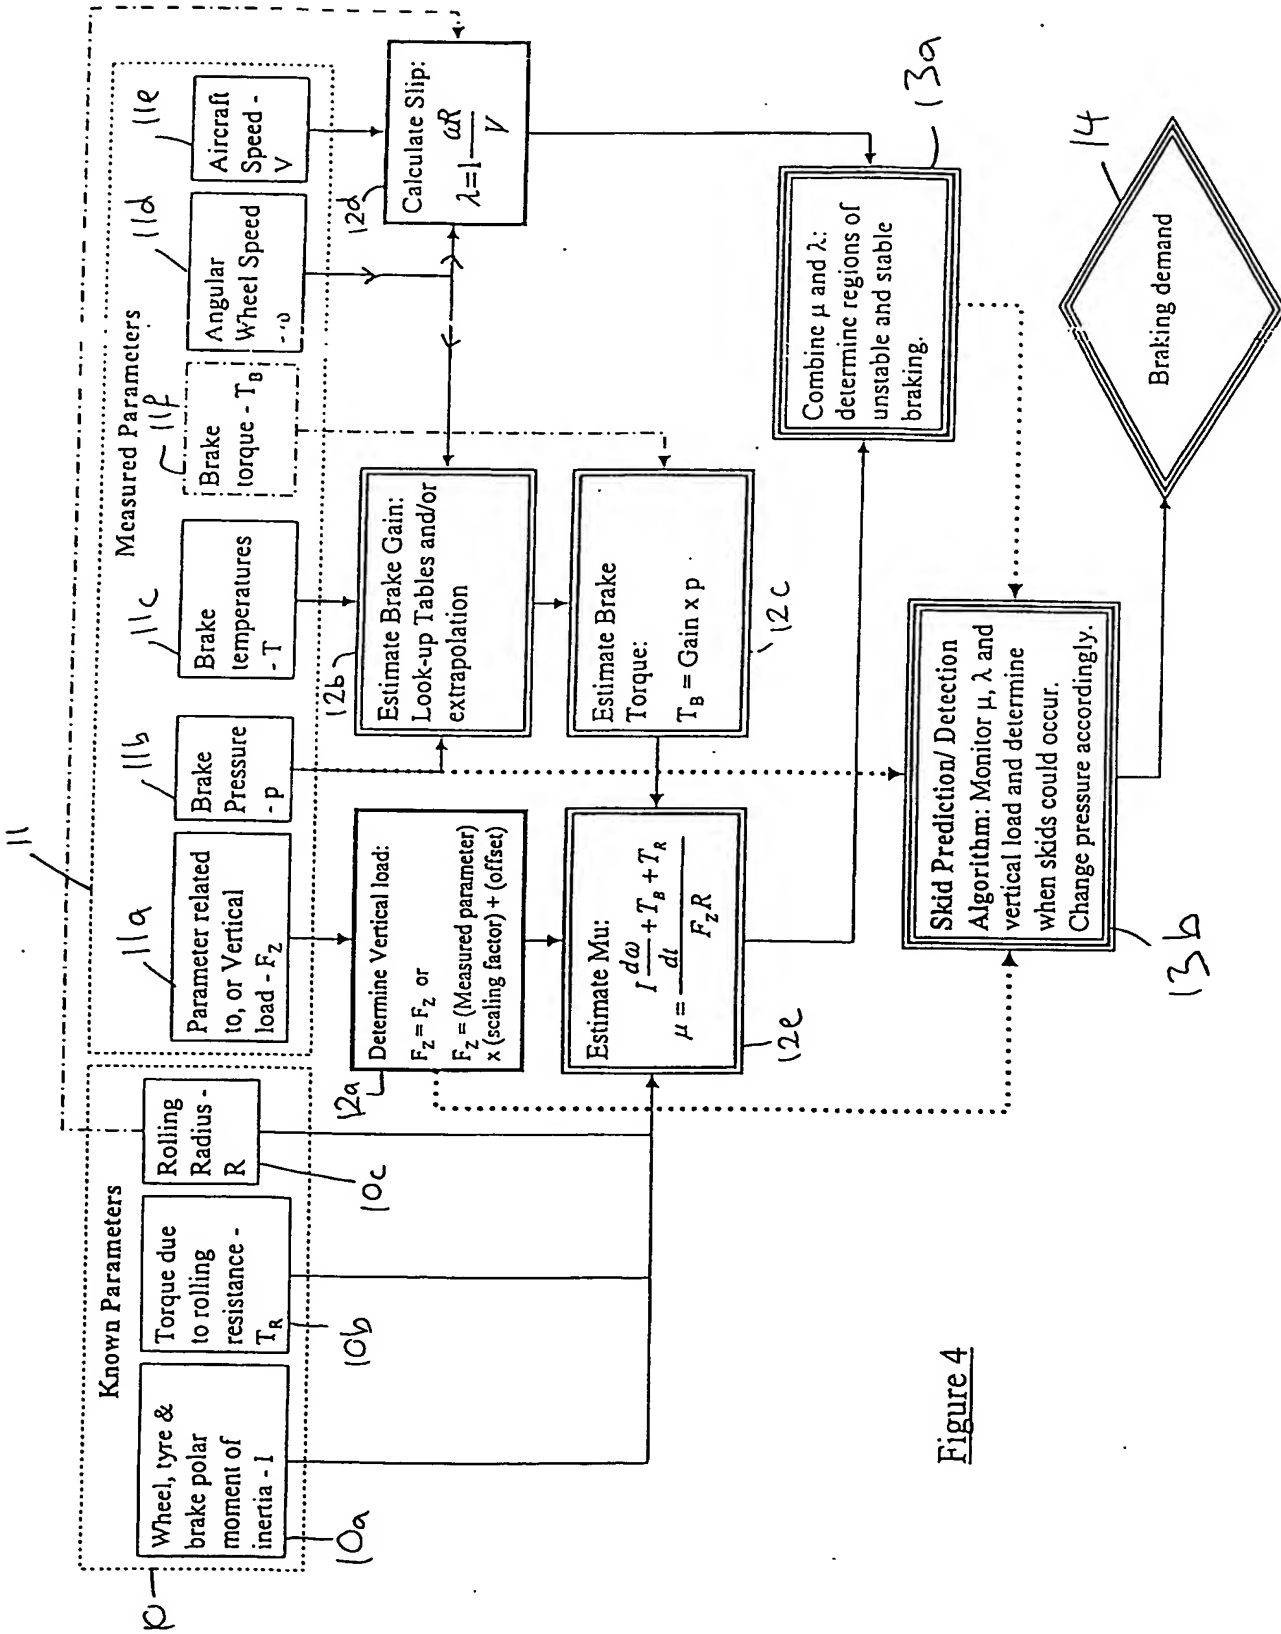 11
10
Known Parameters
Wheel, tyre &
brake polar
moment of
inertia - I
10a
Torque due
to rolling
resistance -
T_R
10b
Rolling
Radius -
R
10c
Measured Parameters
Parameter related
to, or Vertical
load - F_Z
11a
Brake
Pressure
- p
11b
Brake
temperatures
- T
11c
Brake
torque - T_B
11f
Angular
Wheel Speed
- ω
11d
Aircraft
Speed -
V
11e
12a
Determine Vertical load:
F_Z = F_Z or
F_Z = (Measured parameter)
x (scaling factor) + (offset)
12b
Estimate Brake Gain:
Look-up Tables and/or
extrapolation
12d
Calculate Slip:
λ=1-ωR/V
Estimate Mu:
μ = (I dω/dt + T_B + T_R) / F_Z R
12e
Estimate Brake
Torque:
T_B = Gain x p
12c
Combine μ and λ:
determine regions of
unstable and stable
braking.
13a
Skid Prediction/ Detection
Algorithm: Monitor μ, λ and
vertical load and determine
when skids could occur.
Change pressure accordingly.
13b
Braking demand
14
Figure 4